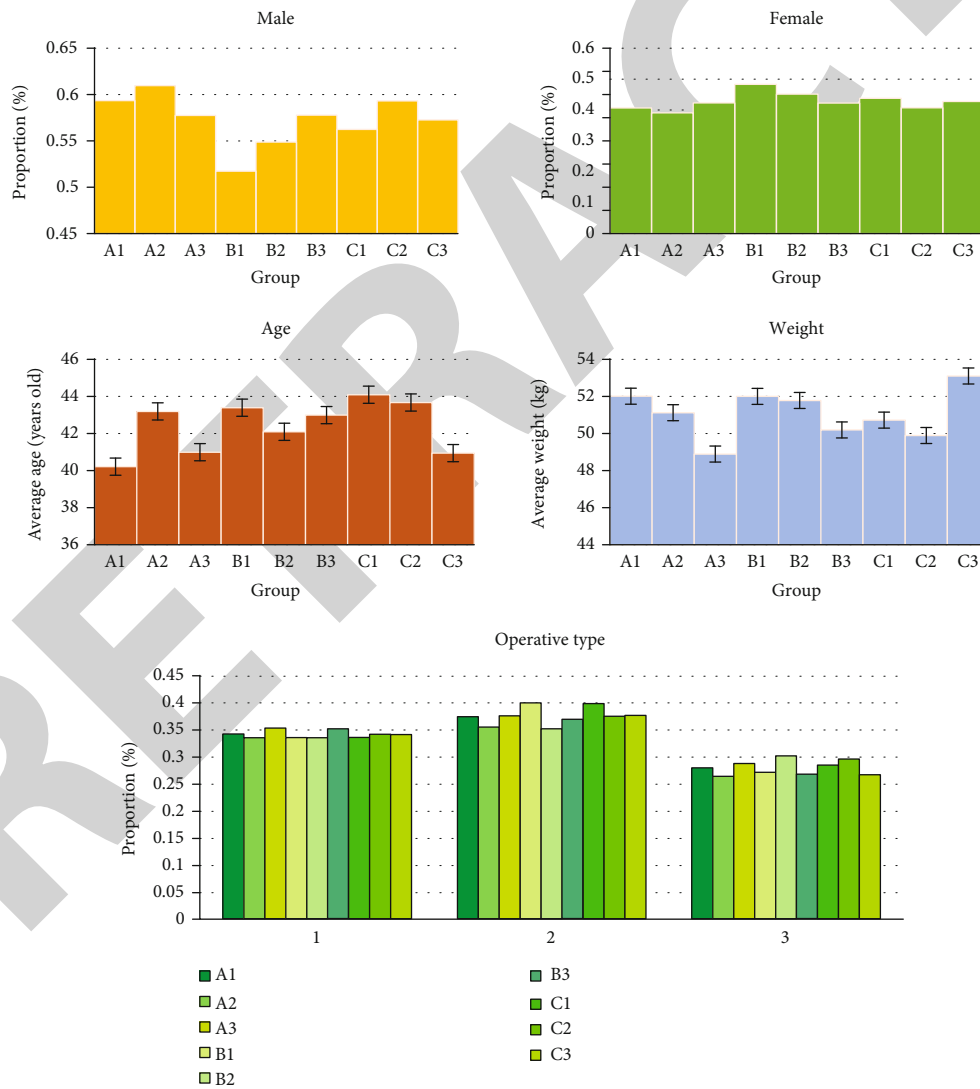 Male
0.65
0.6
0.55
0.5
0.45
Proportion (%)
A1 A2 A3 B1 B2 B3 C1 C2 C3
Group
Female
0.6
0.5
0.4
0.3
0.2
0.1
0
Proportion (%)
A1 A2 A3 B1 B2 B3 C1 C2 C3
Group
Age
46
44
42
40
38
36
Average age (years old)
A1 A2 A3 B1 B2 B3 C1 C2 C3
Group
Weight
54
52
50
48
46
44
Average weight (kg)
A1 A2 A3 B1 B2 B3 C1 C2 C3
Group
Operative type
0.45
0.4
0.35
0.3
0.25
0.2
0.15
0.1
0.05
0
Proportion (%)
1 2 3
A1
A2
A3
B1
B2
B3
C1
C2
C3